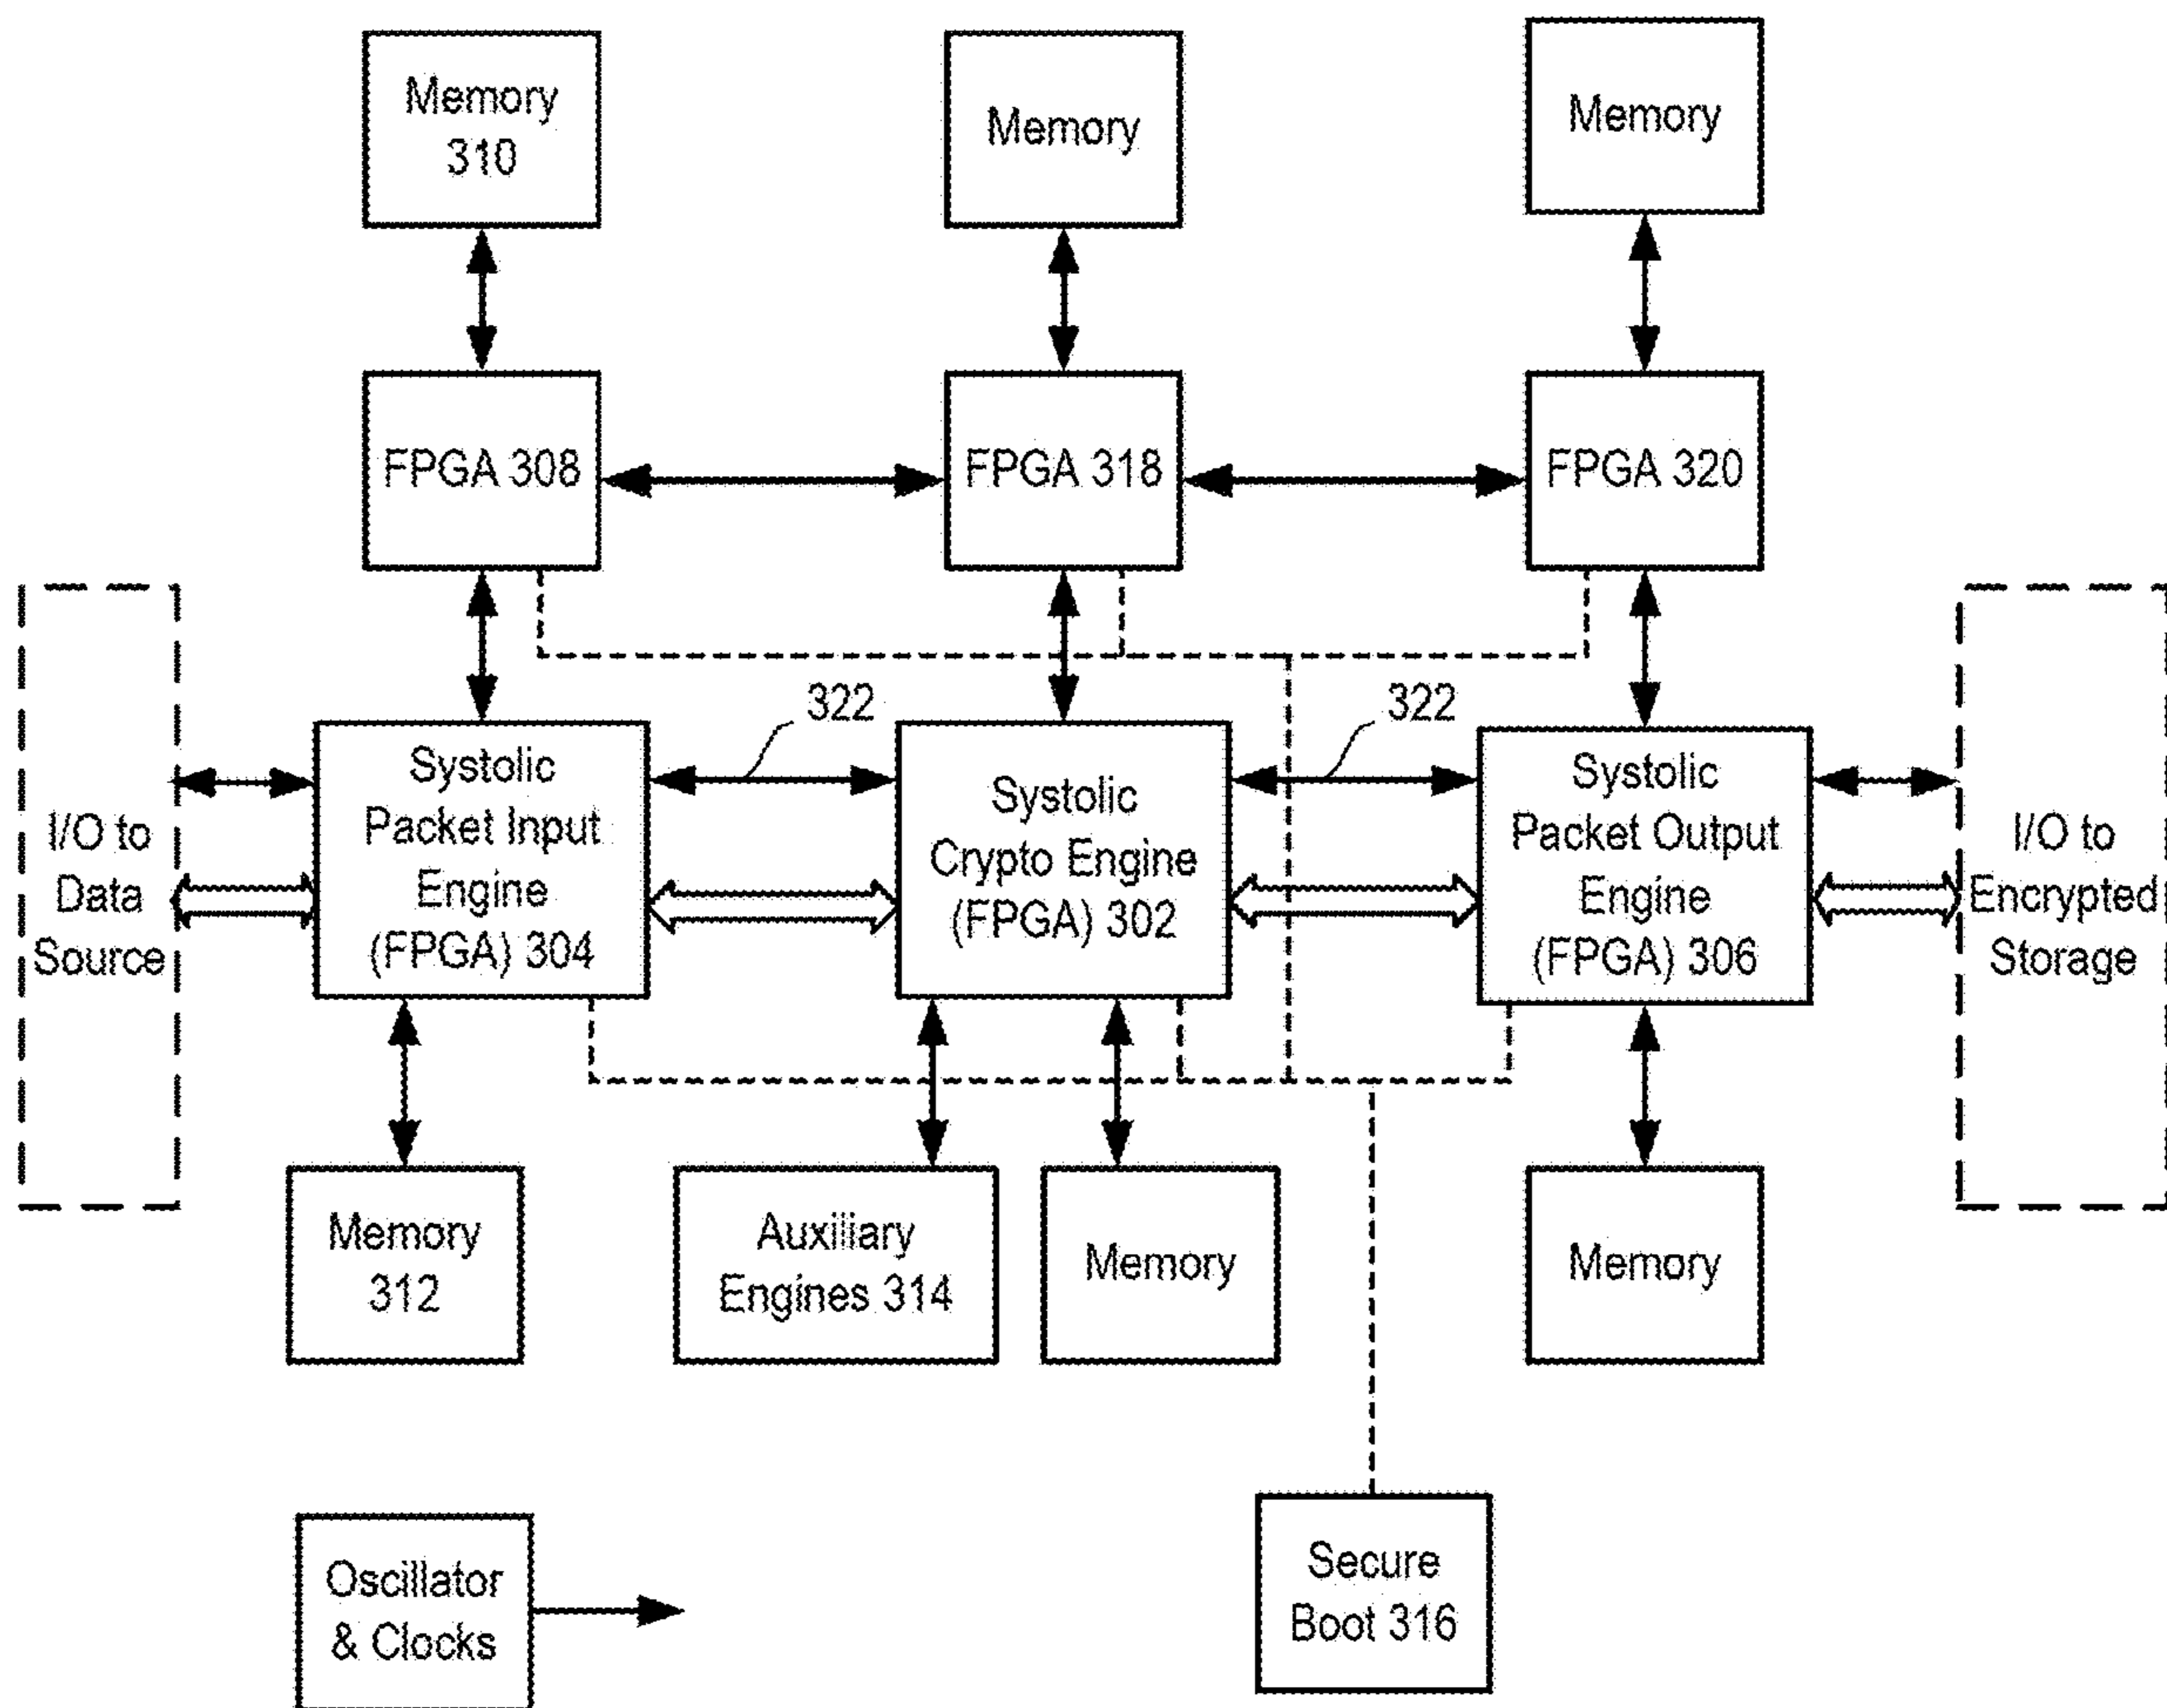 Memory
310
Memory
Memory
FPGA 308
FPGA 318
FPGA 320
322
322
I/O to
Data
Source
Systolic
Packet Input
Engine
(FPGA) 304
Systolic
Crypto Engine
(FPGA) 302
Systolic
Packet Output
Engine
(FPGA) 306
I/O to
Encrypted
Storage
Memory
312
Auxiliary
Engines 314
Memory
Memory
Oscillator
& Clocks
Secure
Boot 316